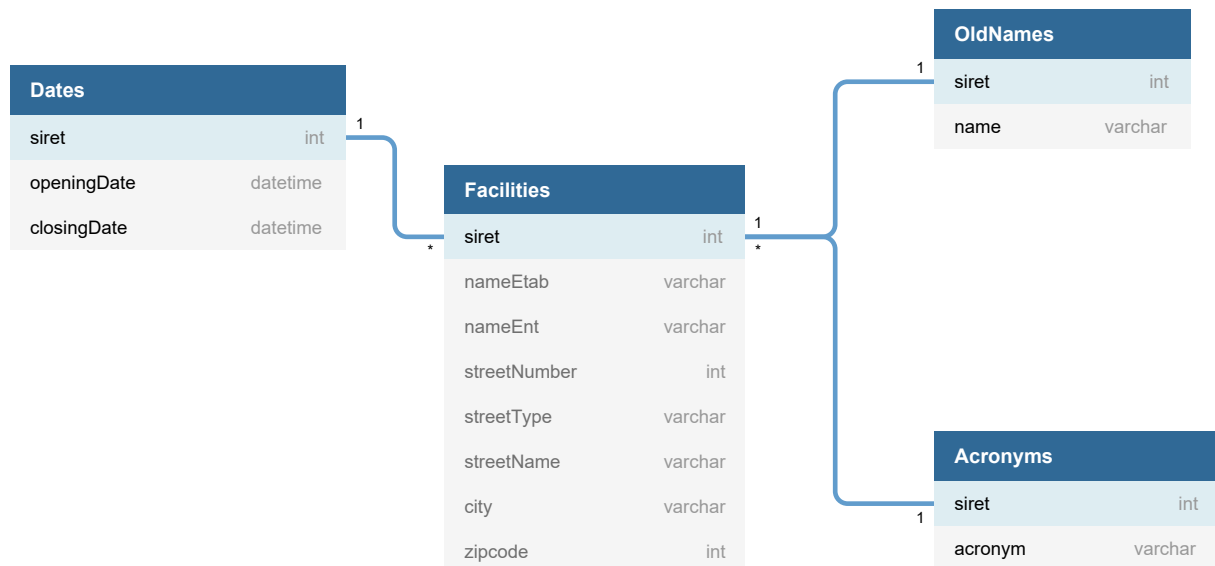 Dates
siret int
openingDate datetime
closingDate datetime
1
*
Facilities
siret int
nameEtab varchar
nameEnt varchar
streetNumber int
streetType varchar
streetName varchar
city varchar
zipcode int
1
*
1
OldNames
siret int
name varchar
1
Acronyms
siret int
acronym varchar